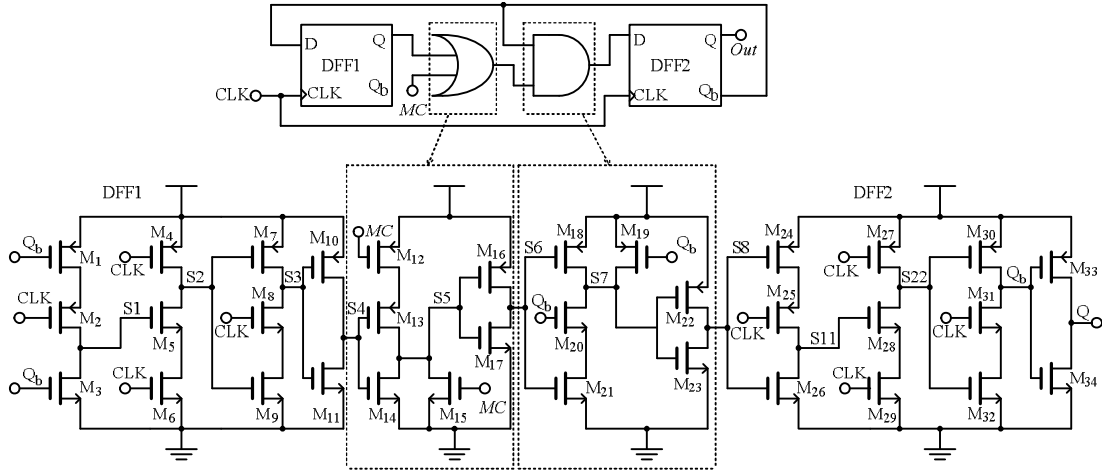 D Q
DFF1
CLK
CLK
Qb
MC
D Q
DFF2
CLK
Qb
Out
DFF1
DFF2
Qb
M1
CLK
M2
Qb
M3
S1
M4
CLK
M5
CLK
M6
S2
M7
M8
CLK
M9
S3
M10
M11
S4
MC
M12
M13
M14
S5
M15
MC
M16
M17
S6
M18
Qb
M20
M21
S7
M19
Qb
M22
M23
S8
M24
M25
CLK
M26
S11
M27
CLK
M28
CLK
M29
S22
M30
M31
CLK
M32
Qb
M33
M34
Q